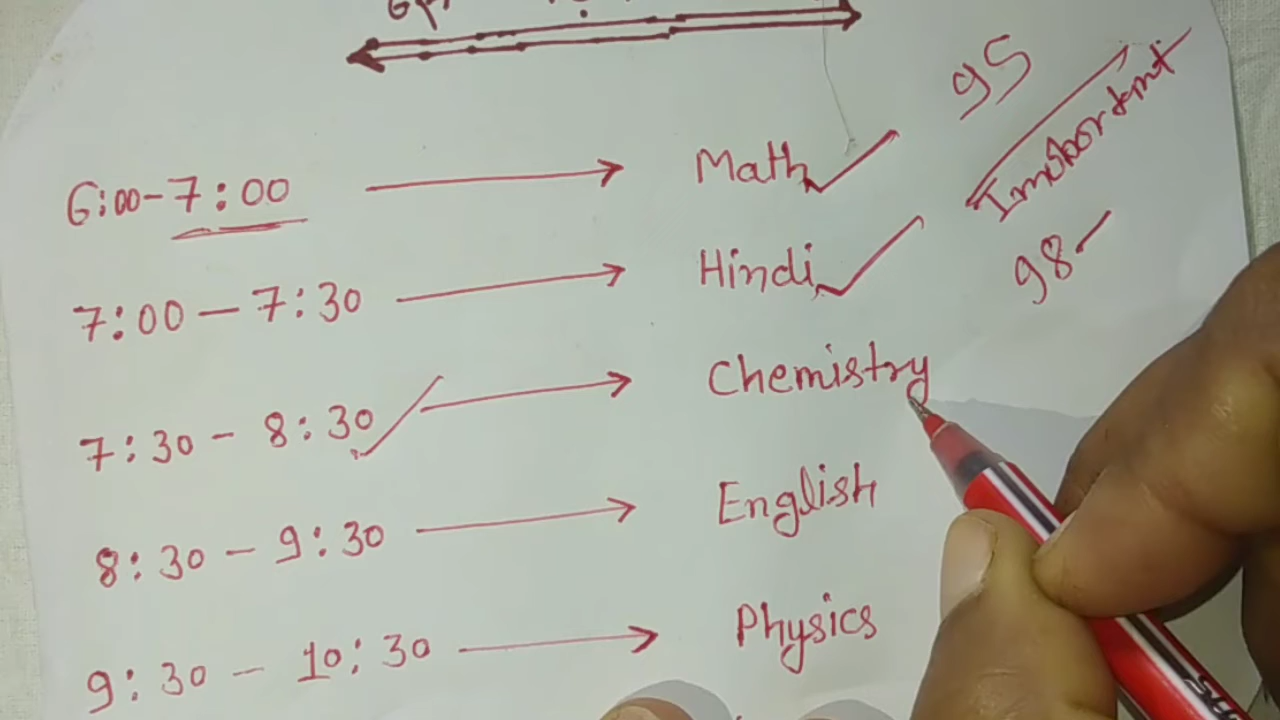 6:00-7:00 Math
95
Important
7:00-7:30 Hindi
98
7:30-8:30 Chemistry
8:30-9:30 English
9:30-10:30 Physics